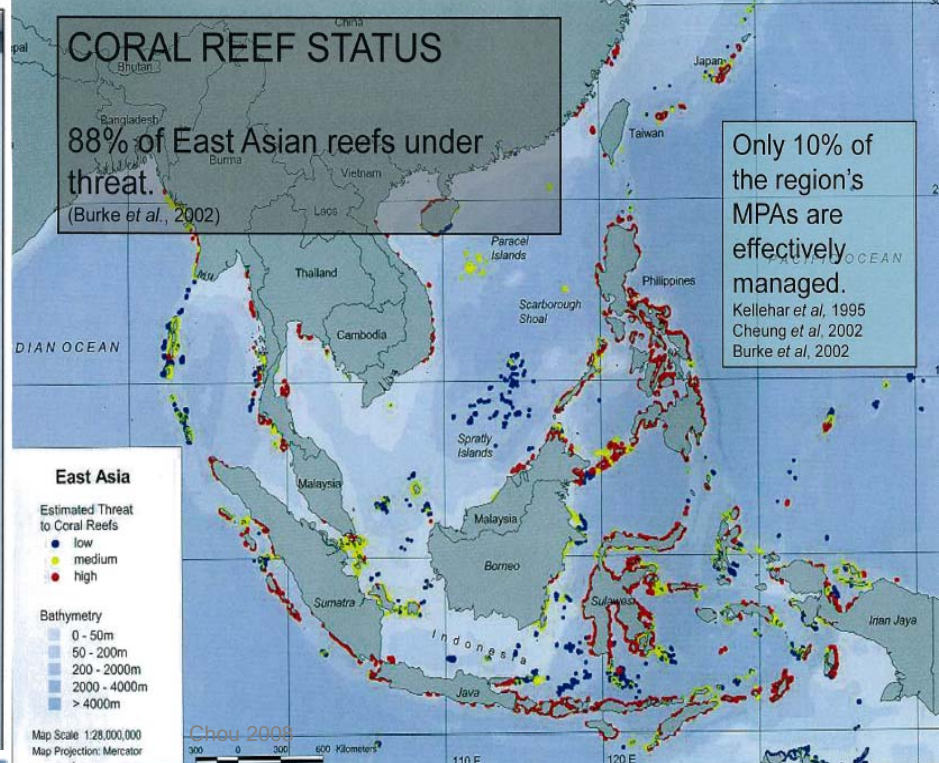 China
CORAL REEF STATUS
pal
Bhutan
Japan
Bangladesh
88% of East Asian reefs under
threat.
(Burke et al., 2002)
Burma
Vietnam
Laos
Taiwan
Only 10% of
the region's
MPAs are
effectively
managed.
Kellehar et al, 1995
Cheung et al, 2002
Burke et al, 2002
2
PACIFIC OCEAN
Paracel
Islands
Thailand
Philippines
Scarborough
Shoal
Cambodia
DIAN OCEAN
Spratly
Islands
East Asia
Malaysia
Estimated Threat
to Coral Reefs
low
medium
high
Malaysia
Borneo
Bathymetry
0 - 50m
50 - 200m
200 - 2000m
2000 - 4000m
> 4000m
Sumatra
Sulawesi
Irian Jaya
Indonesia
Java
Map Scale 1:28,000,000
Map Projection: Mercator
Chou 2008
300 0 300 600 Kilometers
110 E
120 E